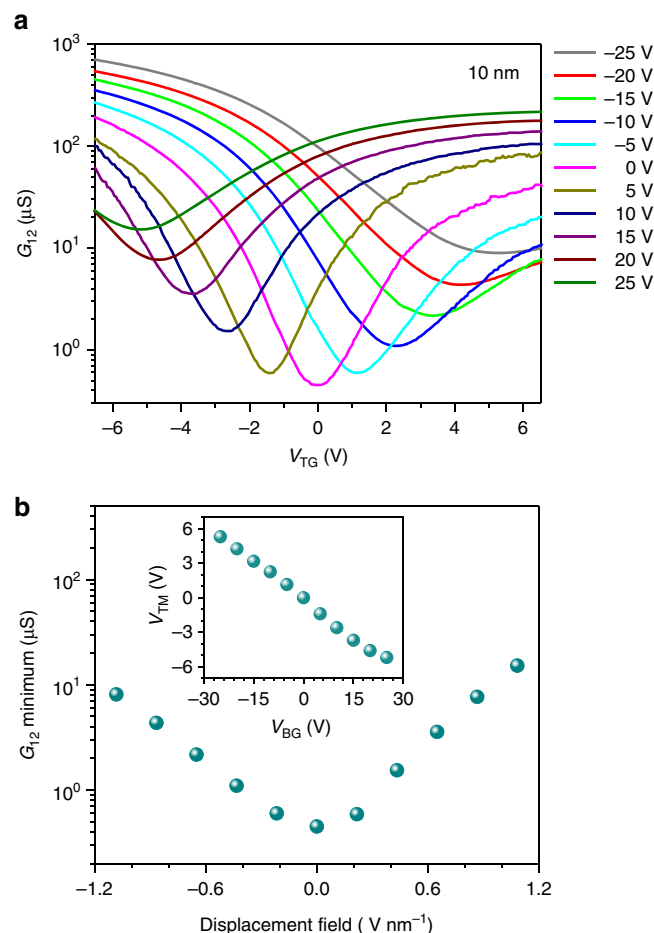 a
10³
10²
10¹
10⁰
G₁₂ (μS)
10 nm
–6 –4 –2 0 2 4 6
V_TG (V)
–25 V
–20 V
–15 V
–10 V
–5 V
0 V
5 V
10 V
15 V
20 V
25 V
b
10²
10¹
10⁰
G₁₂ minimum (μS)
6
3
0
–3
–6
V_TM (V)
–30 –15 0 15 30
V_BG (V)
–1.2 –0.6 0.0 0.6 1.2
Displacement field ( V nm⁻¹)